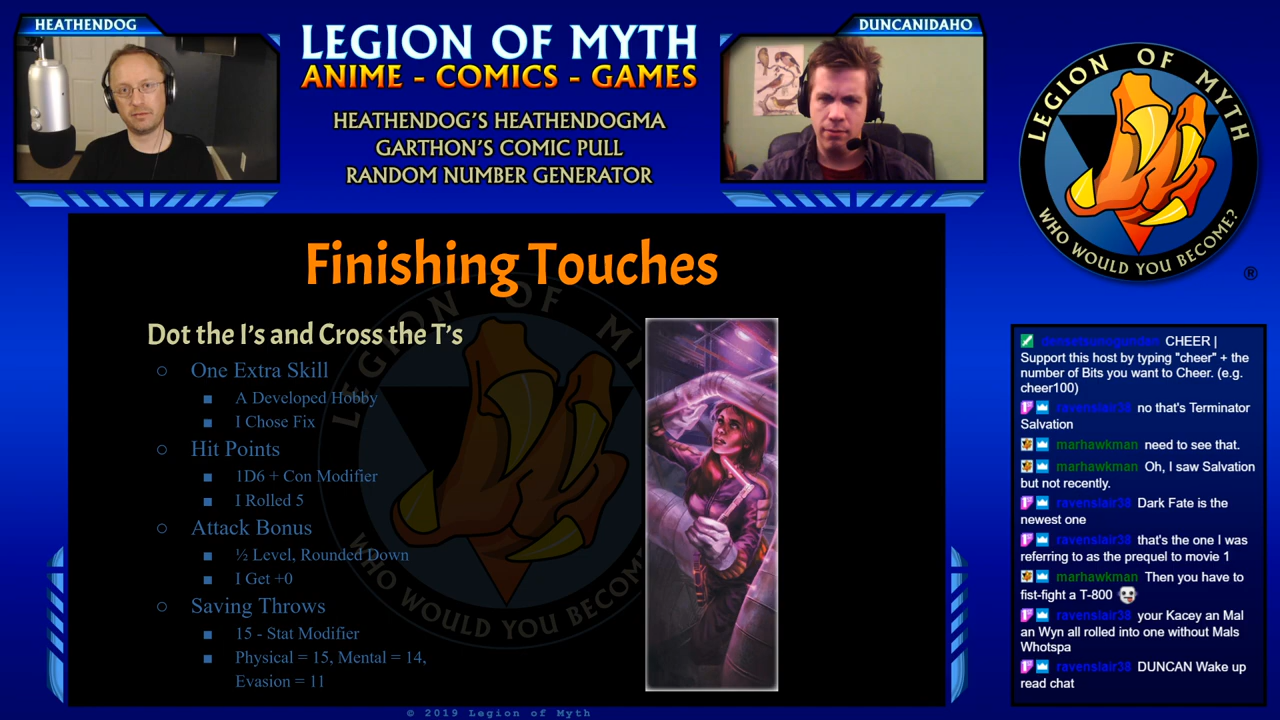 HEATHENDOG
LEGION OF MYTH
ANIME - COMICS - GAMES
HEATHENDOG'S HEATHENDOGMA
GARTHON'S COMIC PULL
RANDOM NUMBER GENERATOR
DUNCANIDAHO
LEGION OF MYTH
WHO WOULD YOU BECOME?
®
Finishing Touches
Dot the I's and Cross the T's
One Extra Skill
A Developed Hobby
I Chose Fix
Hit Points
1D6 + Con Modifier
I Rolled 5
Attack Bonus
½ Level, Rounded Down
I Get +0
Saving Throws
15 - Stat Modifier
Physical = 15, Mental = 14,
Evasion = 11
LEGION OF MY
WHO WOULD YOU BECOME
© 2019 Legion of Myth
CHEER |
Support this host by typing "cheer" + the
number of Bits you want to Cheer. (e.g.
cheer100)
ravenslair38 no that's Terminator
Salvation
marhawkman need to see that.
marhawkman Oh, I saw Salvation
but not recently.
ravenslair38 Dark Fate is the
newest one
ravenslair38 that's the one I was
referring to as the prequel to movie 1
marhawkman Then you have to
fist-fight a T-800
ravenslair38 your Kacey an Mal
an Wyn all rolled into one without Mals
Whotspa
ravenslair38 DUNCAN Wake up
read chat